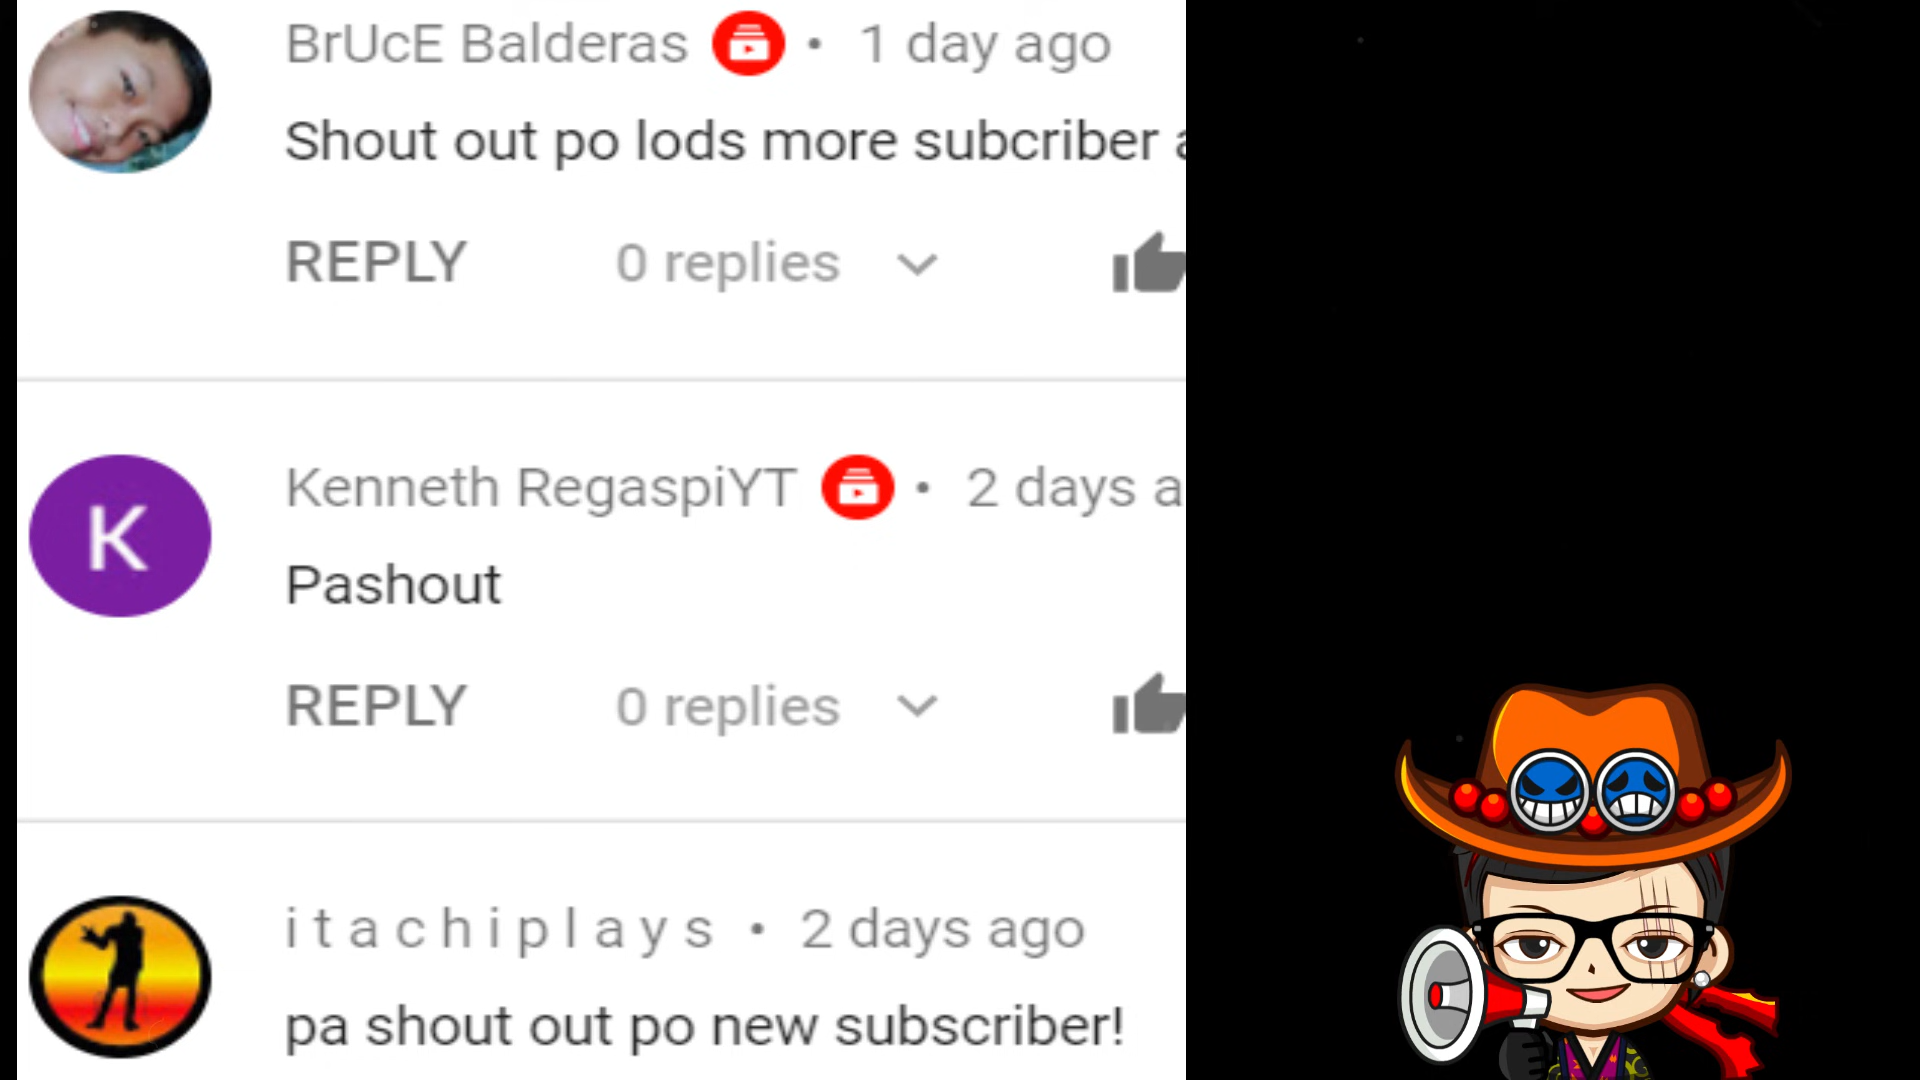 BrUcE Balderas • 1 day ago
Shout out po lods more subcriber
REPLY 0 replies
K
Kenneth RegaspiYT • 2 days a
Pashout
REPLY 0 replies
i t a c h i p l a y s • 2 days ago
pa shout out po new subscriber!